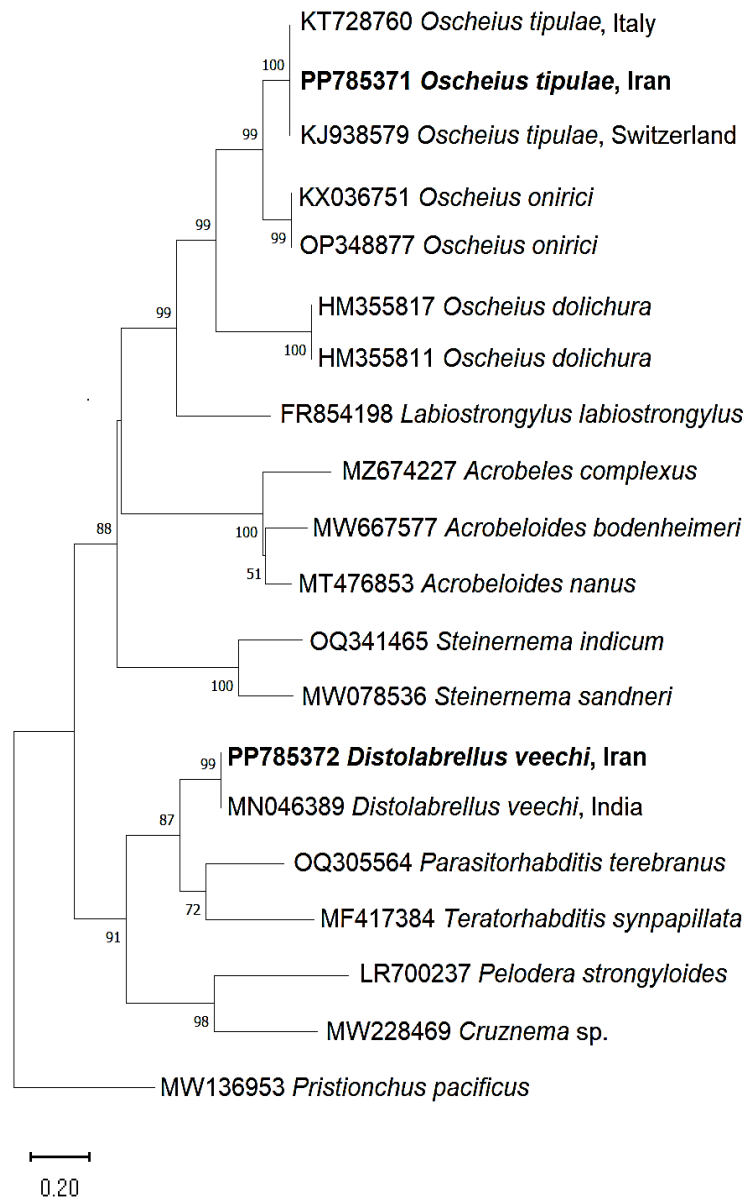 KT728760 Oscheius tipulae, Italy
100
PP785371 Oscheius tipulae, Iran
99
KJ938579 Oscheius tipulae, Switzerland
KX036751 Oscheius onirici
99
99
OP348877 Oscheius onirici
HM355817 Oscheius dolichura
99
100
HM355811 Oscheius dolichura
FR854198 Labiostrongylus labiostrongylus
MZ674227 Acrobeles complexus
88
100
MW667577 Acrobeloides bodenheimeri
51
MT476853 Acrobeloides nanus
OQ341465 Steinernema indicum
100
MW078536 Steinernema sandneri
99
PP785372 Distolabrellus veechi, Iran
MN046389 Distolabrellus veechi, India
87
OQ305564 Parasitorhabditis terebranus
72
MF417384 Teratorhabditis synpapillata
91
LR700237 Pelodera strongyloides
98
MW228469 Cruznema sp.
MW136953 Pristionchus pacificus
0.20